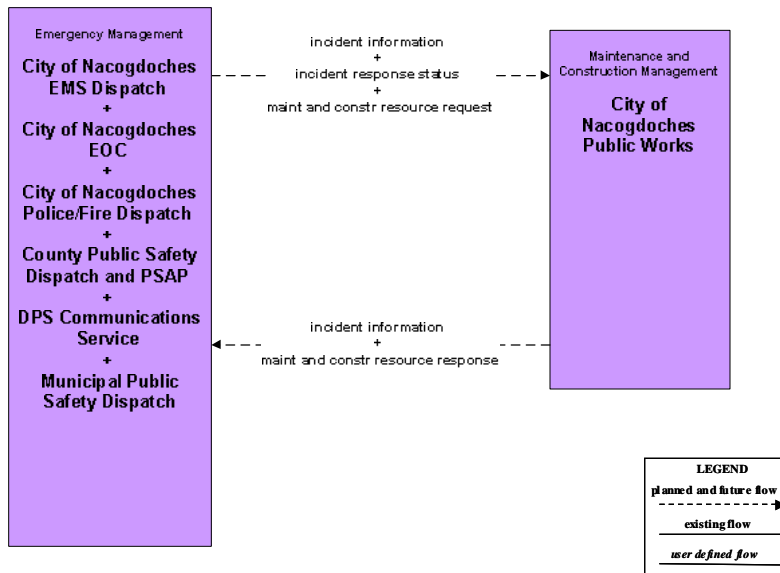 Emergency Management
City of Nacogdoches
EMS Dispatch
+
City of Nacogdoches
EOC
+
City of Nacogdoches
Police/Fire Dispatch
+
County Public Safety
Dispatch and PSAP
+
DPS Communications
Service
+
Municipal Public
Safety Dispatch
incident information
+
incident response status
+
maint and constr resource request
Maintenance and
Construction Management
City of
Nacogdoches
Public Works
incident information
+
maint and constr resource response
LEGEND
planned and future flow
existing flow
user defined flow